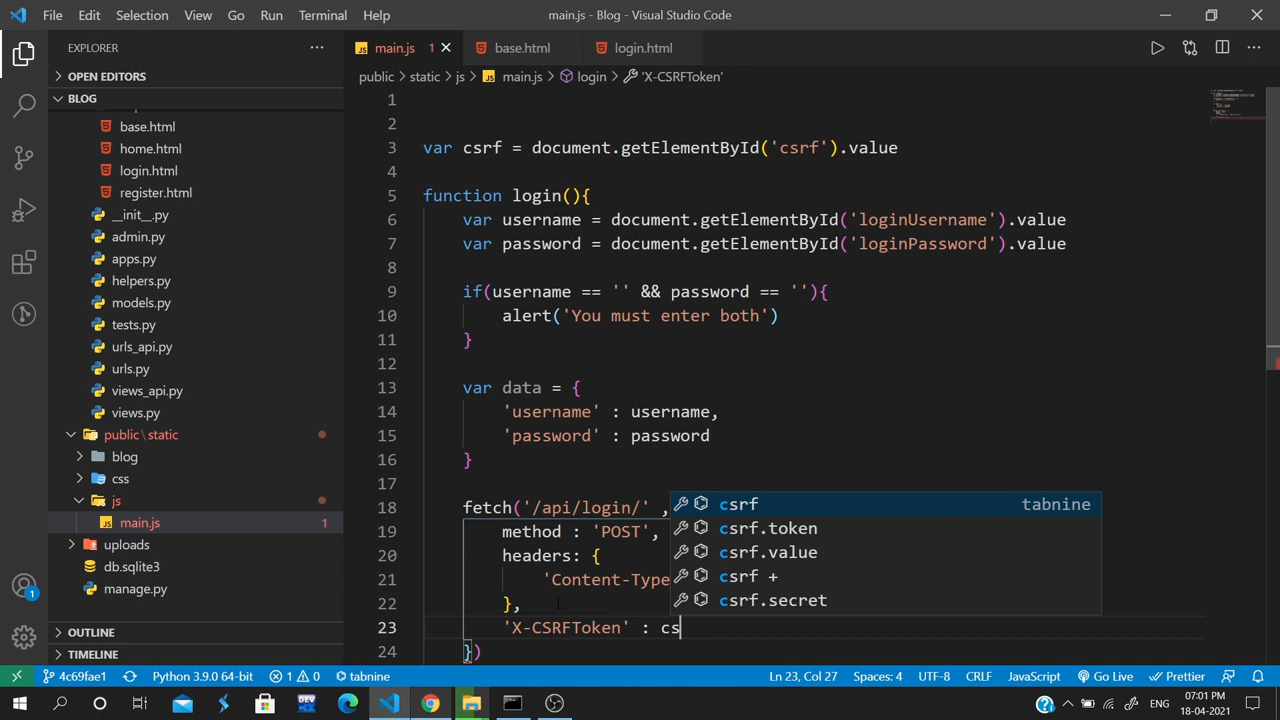 File Edit Selection View Go Run Terminal Help main.js - Blog - Visual Studio Code
EXPLORER
OPEN EDITORS
BLOG
base.html
home.html
login.html
register.html
__init__.py
admin.py
apps.py
helpers.py
models.py
tests.py
urls_api.py
urls.py
views_api.py
views.py
public\static
blog
css
js
main.js 1
uploads
db.sqlite3
manage.py
OUTLINE
TIMELINE
JS main.js 1 base.html login.html
public > static > js > JS main.js > login > 'X-CSRFToken'
1
2
3 var csrf = document.getElementById('csrf').value
4
5 function login(){
6 var username = document.getElementById('loginUsername').value
7 var password = document.getElementById('loginPassword').value
8
9 if(username == '' && password == ''){
10 alert('You must enter both')
11 }
12
13 var data = {
14 'username' : username,
15 'password' : password
16 }
17
18 fetch('/api/login/' ,
19 method : 'POST',
20 headers: {
21 'Content-Type
22 },
23 'X-CSRFToken' : cs
24 })
csrf tabnine
csrf.token
csrf.value
csrf +
csrf.secret
4c69fae1 Python 3.9.0 64-bit 1 0 tabnine Ln 23, Col 27 Spaces: 4 UTF-8 CRLF JavaScript Go Live Prettier
ENG 07:01 PM
18-04-2021